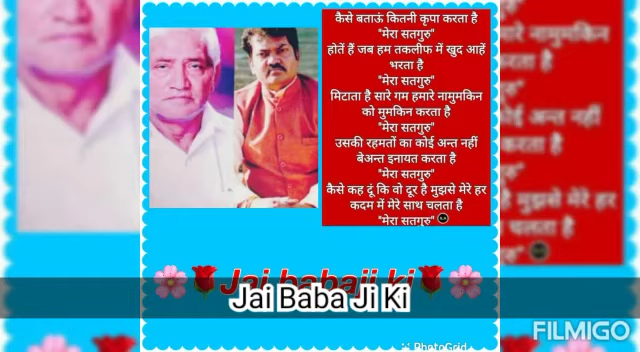 कैसे बताऊं कितनी कृपा करता है
"मेरा सतगुरु"
होतें हैं जब हम तकलीफ में खुद आहें
भरता है
"मेरा सतगुरु"
मिटाता है सारे गम हमारे नामुमकिन
को मुमकिन करता है
"मेरा सतगुरु"
उसकी रहमतों का कोई अन्त नहीं
बेअन्त इनायत करता है
"मेरा सतगुरु"
कैसे कह दूं कि वो दूर है मुझसे मेरे हर
कदम में मेरे साथ चलता है
"मेरा सतगुरु"
Jai babaji ki
Jai Baba Ji Ki
PhotoGrid
FILMIGO